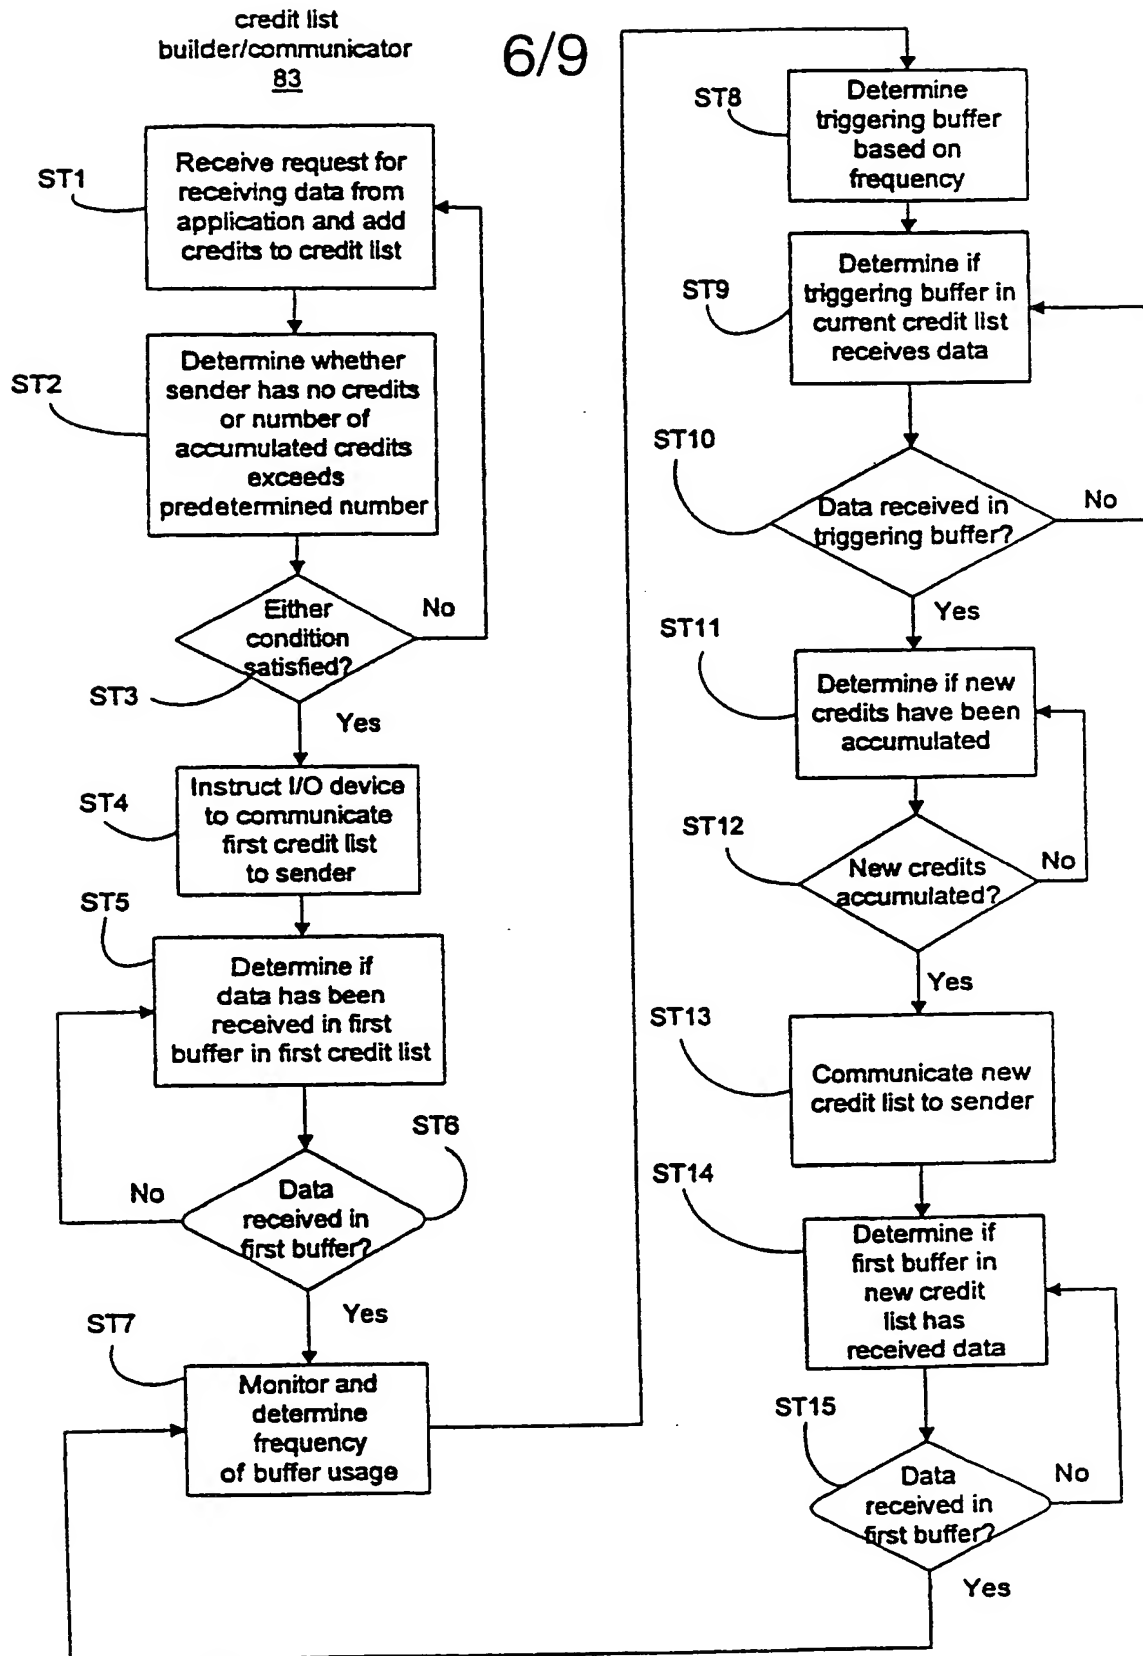 credit list
builder/communicator
83
6/9
ST1
Receive request for
receiving data from
application and add
credits to credit list
ST2
Determine whether
sender has no credits
or number of
accumulated credits
exceeds
predetermined number
Either
condition
satisfied?
No
ST3
Yes
ST4
Instruct I/O device
to communicate
first credit list
to sender
ST5
Determine if
data has been
received in first
buffer in first credit list
ST6
No
Data
received in
first buffer?
Yes
ST7
Monitor and
determine
frequency
of buffer usage
ST8
Determine
triggering buffer
based on
frequency
ST9
Determine if
triggering buffer in
current credit list
receives data
ST10
Data received in
triggering buffer?
No
Yes
ST11
Determine if new
credits have been
accumulated
ST12
New credits
accumulated?
No
Yes
ST13
Communicate new
credit list to sender
ST14
Determine if
first buffer in
new credit
list has
received data
ST15
Data
received in
first buffer?
No
Yes